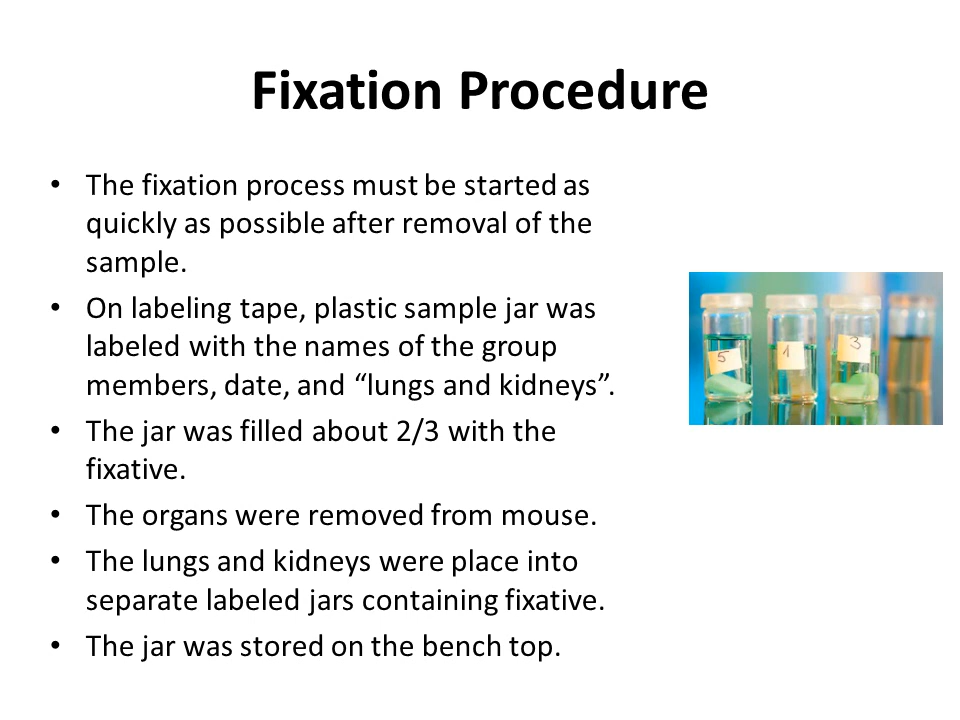 Fixation Procedure
• The fixation process must be started as
quickly as possible after removal of the
sample.
• On labeling tape, plastic sample jar was
labeled with the names of the group
members, date, and “lungs and kidneys”.
• The jar was filled about 2/3 with the
fixative.
• The organs were removed from mouse.
• The lungs and kidneys were place into
separate labeled jars containing fixative.
• The jar was stored on the bench top.
5
1
3